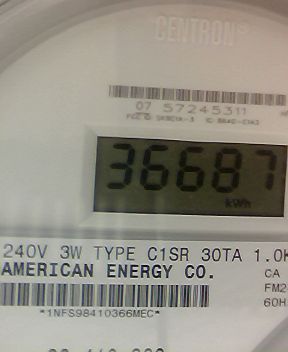 CENTRON®
07 57245311
36687
kWh
240V 3W TYPE C1SR 30TA 1.0K
AMERICAN ENERGY CO.
CA
FM2
60H
*1NFS98410366MEC*